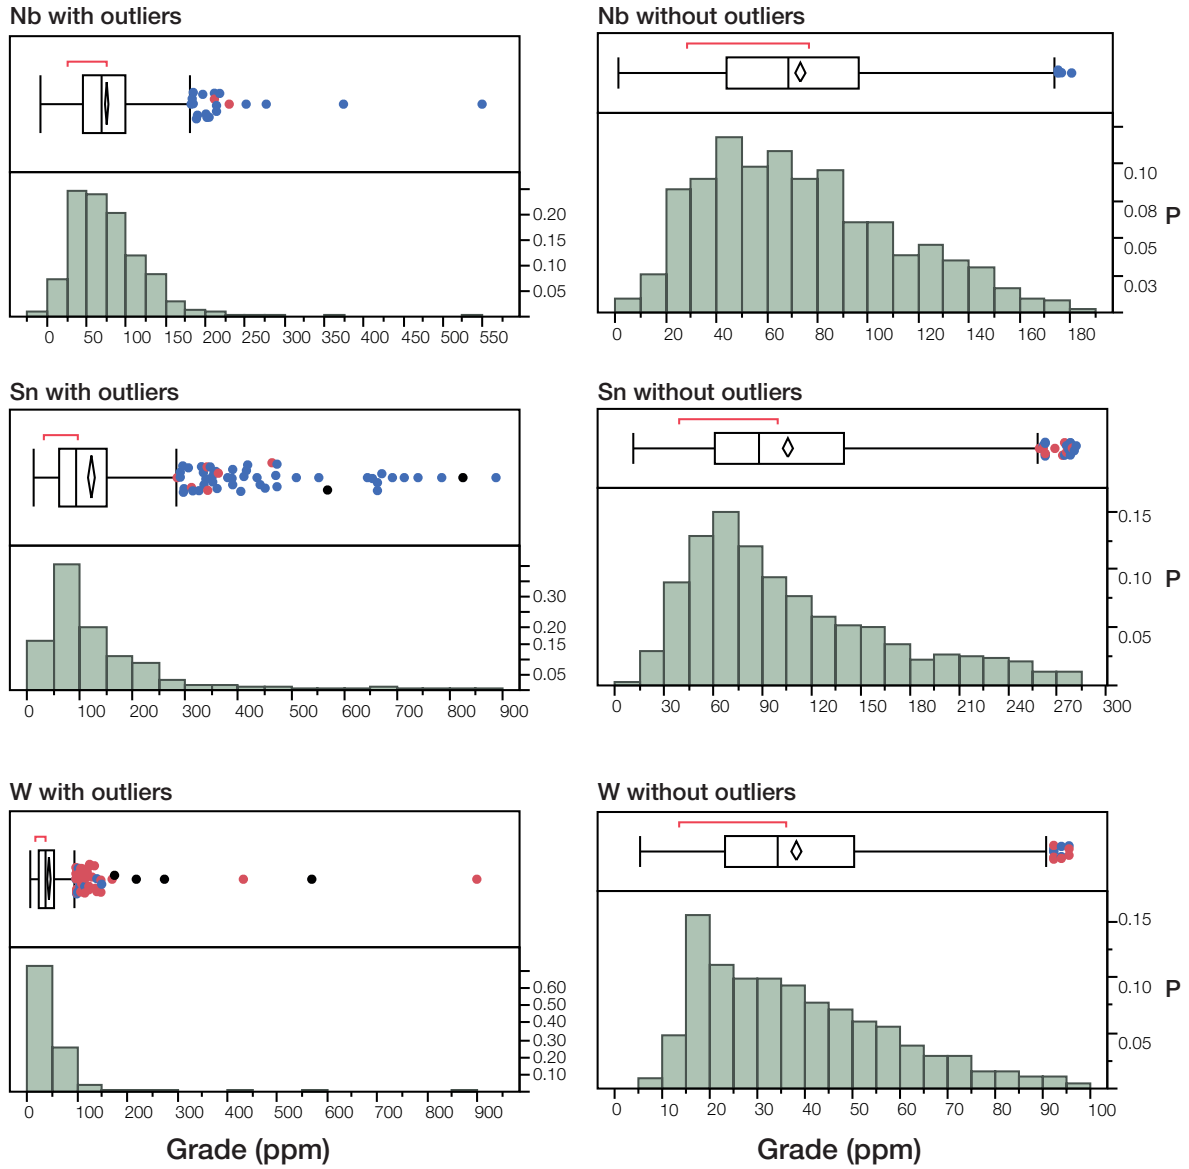 Nb with outliers
0.20
0.15
0.10
0.05
0 50 100 150 200 250 300 350 400 450 500 550
Nb without outliers
0.10
0.08
P
0.05
0.03
0 20 40 60 80 100 120 140 160 180
Sn with outliers
0.30
0.20
0.15
0.05
0 100 200 300 400 500 600 700 800 900
Sn without outliers
0.15
0.10
P
0.05
0 30 60 90 120 150 180 210 240 270 300
W with outliers
0.60
0.50
0.40
0.30
0.20
0.10
0 100 200 300 400 500 600 700 800 900
Grade (ppm)
W without outliers
0.15
0.10
P
0.05
0 10 20 30 40 50 60 70 80 90 100
Grade (ppm)